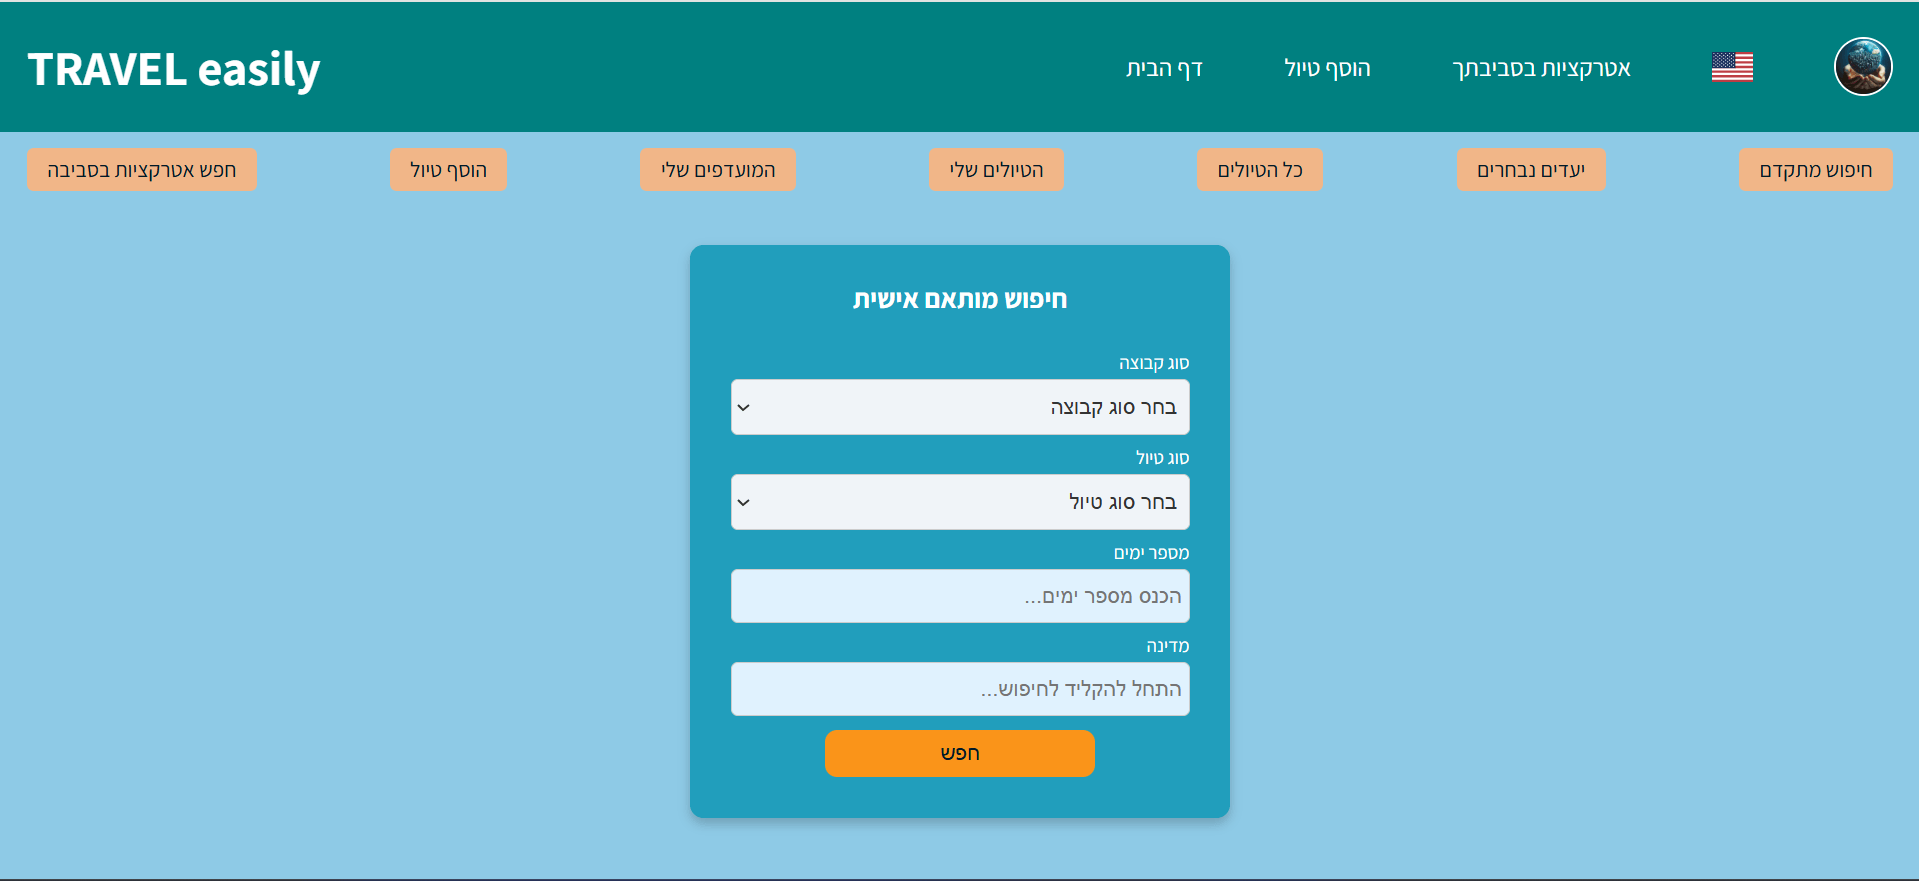 TRAVEL easily
דף הבית
הוסף טיול
אטרקציות בסביבתך
חיפוש מתקדם
יעדים נבחרים
כל הטיולים
הטיולים שלי
המועדפים שלי
הוסף טיול
חפש אטרקציות בסביבה
חיפוש מותאם אישית
סוג קבוצה
בחר סוג קבוצה
סוג טיול
בחר סוג טיול
מספר ימים
הכנס מספר ימים...
מדינה
התחל להקליד לחיפוש...
חפש